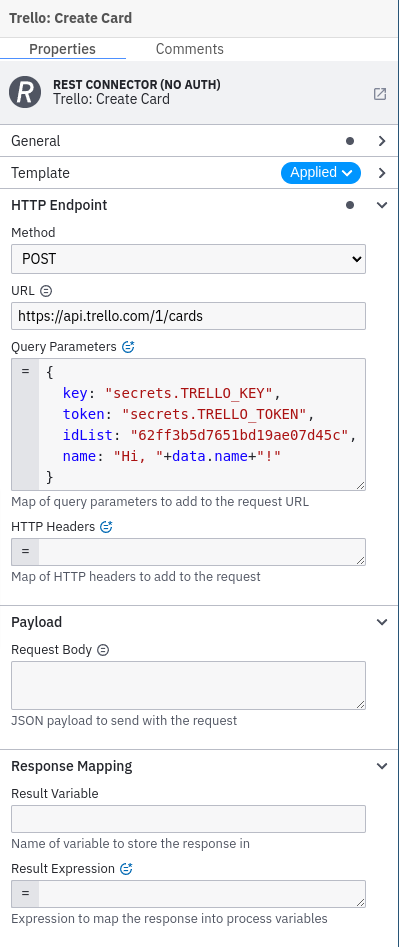 Trello: Create Card
Properties
Comments
R
REST CONNECTOR (NO AUTH)
Trello: Create Card
General
Template
Applied
HTTP Endpoint
Method
POST
URL
https://api.trello.com/1/cards
Query Parameters
= {
key: "secrets.TRELLO_KEY",
token: "secrets.TRELLO_TOKEN",
idList: "62ff3b5d7651bd19ae07d45c",
name: "Hi, "+data.name+"!"
}
Map of query parameters to add to the request URL
HTTP Headers
=
Map of HTTP headers to add to the request
Payload
Request Body
JSON payload to send with the request
Response Mapping
Result Variable
Name of variable to store the response in
Result Expression
=
Expression to map the response into process variables